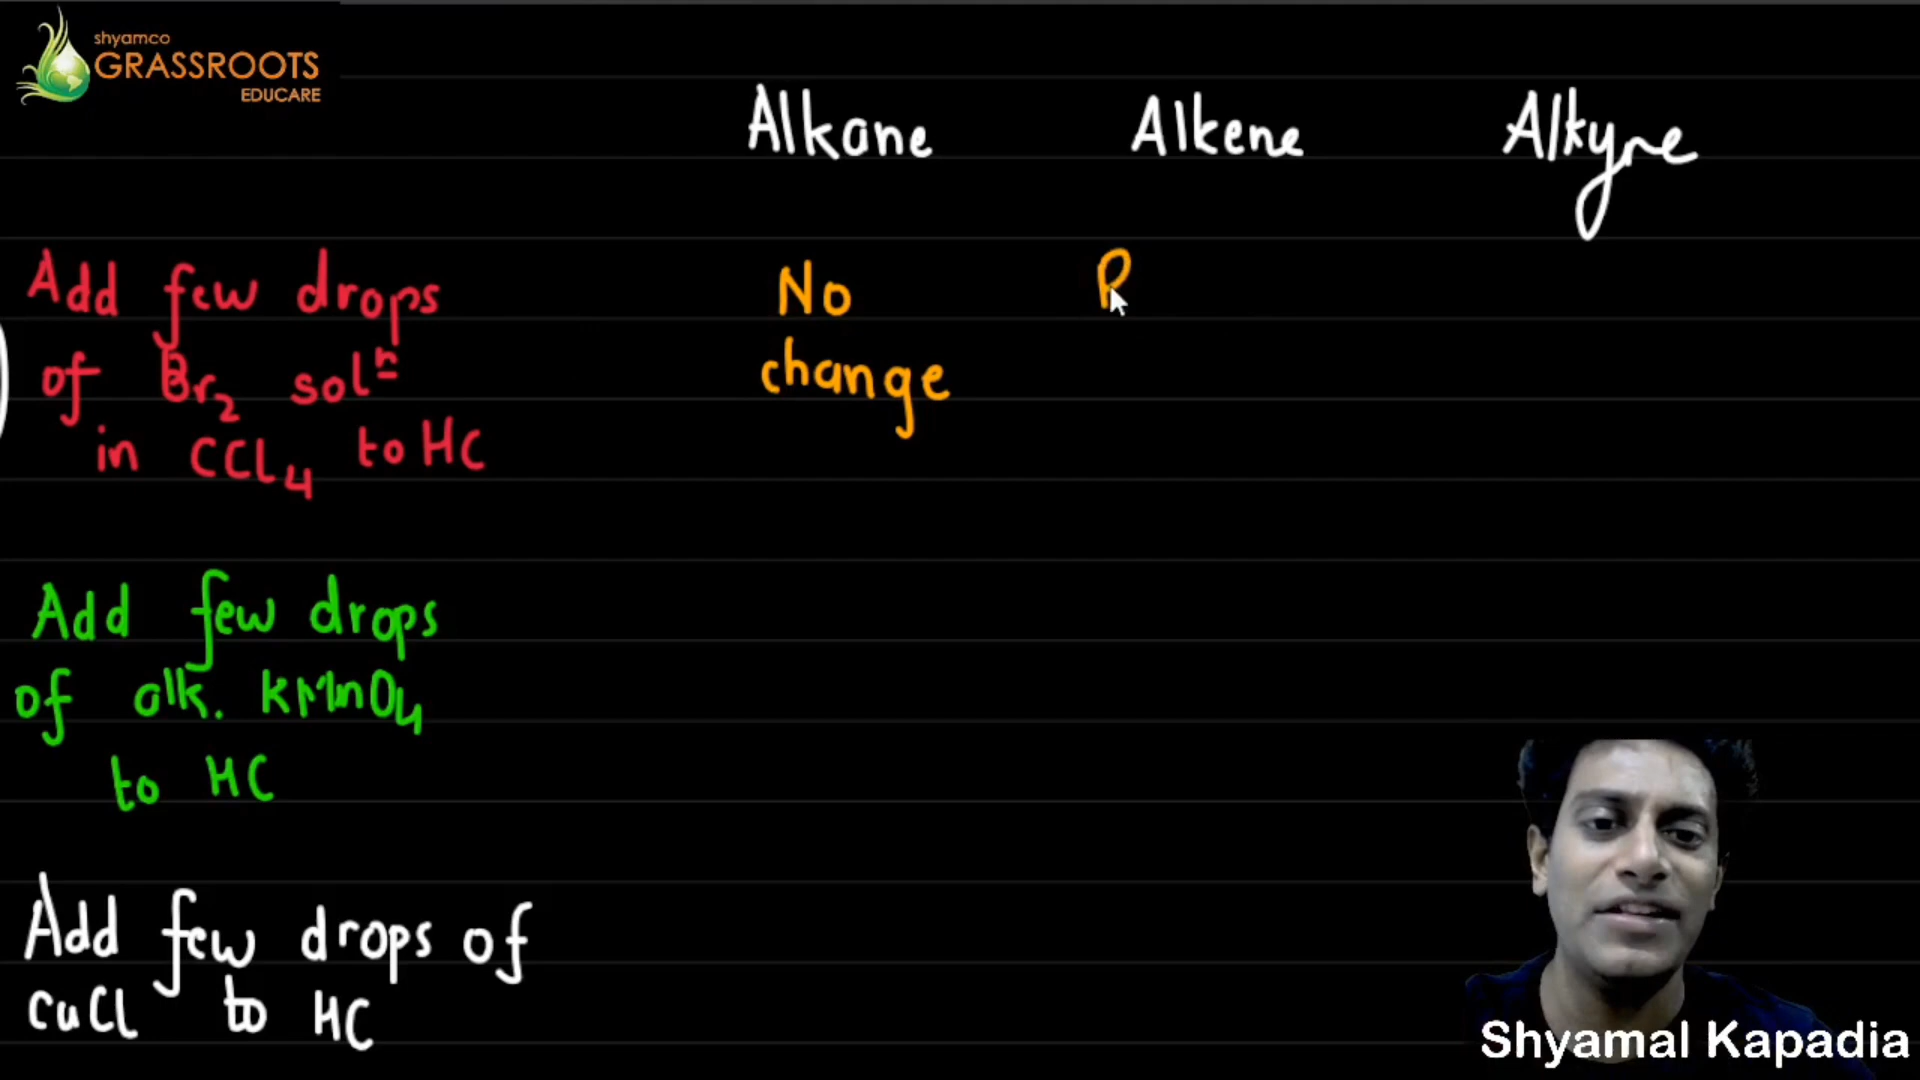 shyamco
GRASSROOTS
EDUCARE
Alkane Alkene Alkyne
Add few drops
of Br2 solⁿ
in CCl4 to HC
No
change
P
Add few drops
of alk. KMnO4
to HC
Add few drops of
CuCl to HC
Shyamal Kapadia